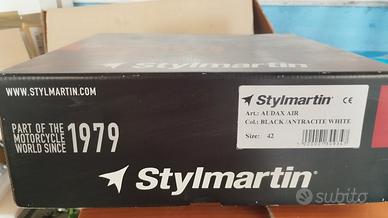 WWW.STYLMARTIN.COM
PART OF THE
MOTORCYCLE
WORLD SINCE
1979
Stylmartin®
Stylmartin® CE
Art.: AUDAX AIR
Col.: BLACK/ANTRACITE WHITE
Size: 42
subito